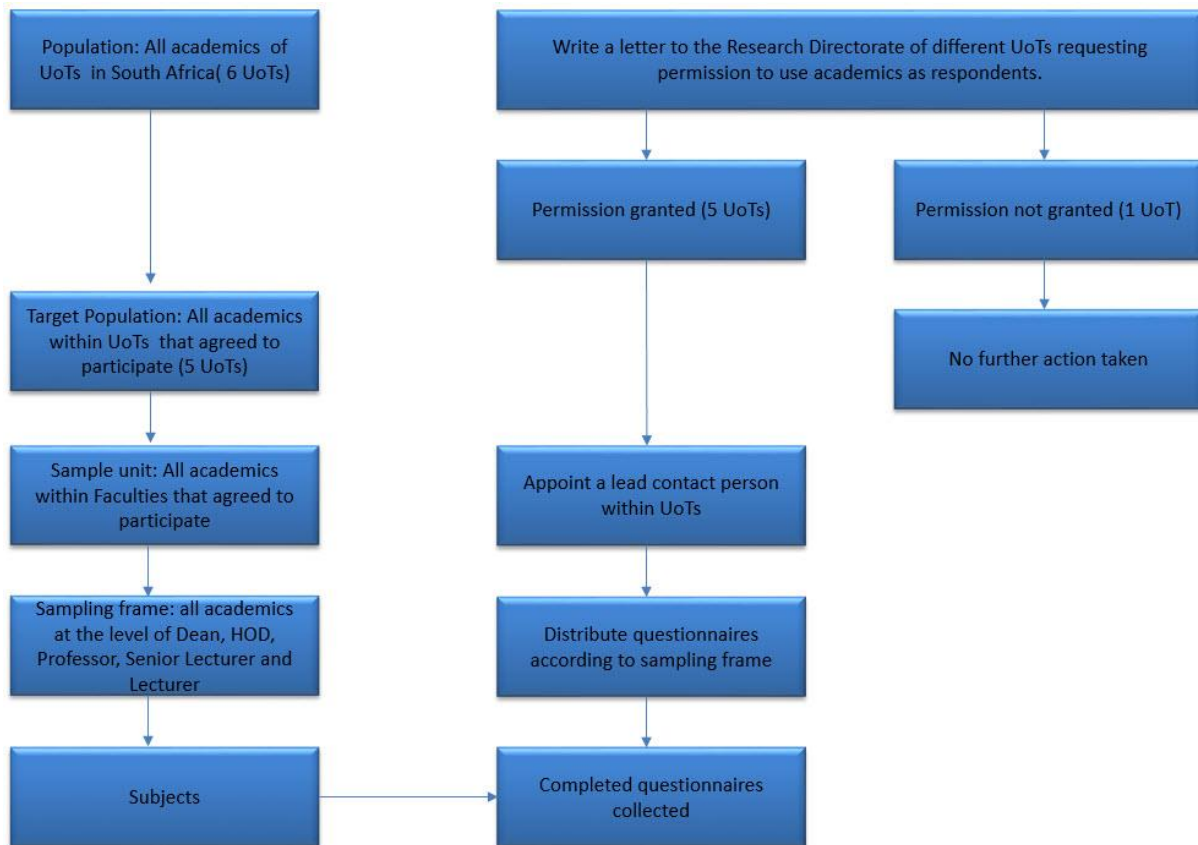 Population: All academics of
UoTs in South Africa( 6 UoTs)
Write a letter to the Research Directorate of different UoTs requesting
permission to use academics as respondents.
Permission granted (5 UoTs)
Permission not granted (1 UoT)
Target Population: All academics
within UoTs that agreed to
participate (5 UoTs)
No further action taken
Sample unit: All academics
within Faculties that agreed to
participate
Appoint a lead contact person
within UoTs
Sampling frame: all academics
at the level of Dean, HOD,
Professor, Senior Lecturer and
Lecturer
Distribute questionnaires
according to sampling frame
Subjects
Completed questionnaires
collected